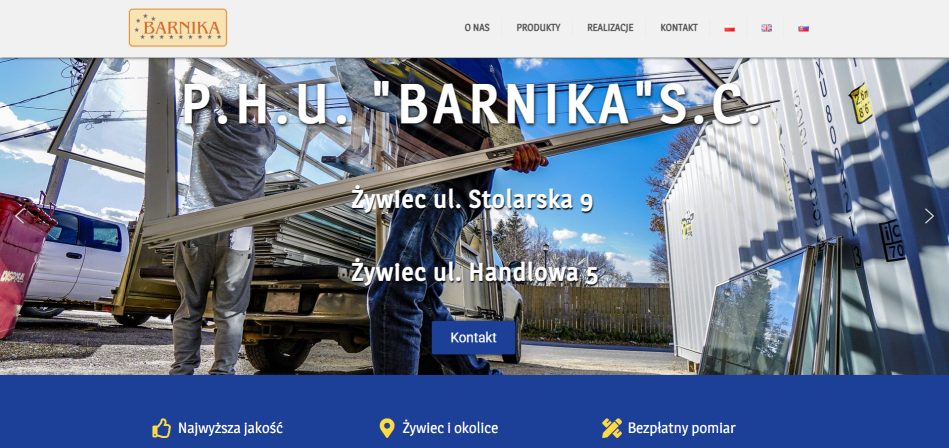 BARNIKA
O NAS PRODUKTY REALIZACJE KONTAKT
P.H.U. "BARNIKA"S.C.
Żywiec ul. Stolarska 9
Żywiec ul. Handlowa 5
Kontakt
Najwyższa jakość Żywiec i okolice Bezpłatny pomiar